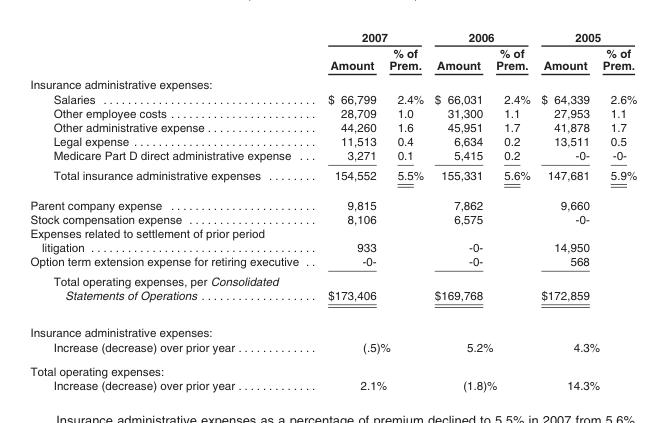 2007 2006 2005
% of % of % of
Amount Prem. Amount Prem. Amount Prem.
Insurance administrative expenses:
Salaries ................................... $ 66,799 2.4% $ 66,031 2.4% $ 64,339 2.6%
Other employee costs ......................... 28,709 1.0 31,300 1.1 27,953 1.1
Other administrative expense .................. 44,260 1.6 45,951 1.7 41,878 1.7
Legal expense .............................. 11,513 0.4 6,634 0.2 13,511 0.5
Medicare Part D direct administrative expense ... 3,271 0.1 5,415 0.2 -0- -0-
Total insurance administrative expenses ........ 154,552 5.5% 155,331 5.6% 147,681 5.9%
Parent company expense ........................ 9,815 7,862 9,660
Stock compensation expense ..................... 8,106 6,575 -0-
Expenses related to settlement of prior period
litigation ..................................... 933 -0- 14,950
Option term extension expense for retiring executive .. -0- -0- 568
Total operating expenses, per Consolidated
Statements of Operations ................... $173,406 $169,768 $172,859
Insurance administrative expenses:
Increase (decrease) over prior year ............. (.5)% 5.2% 4.3%
Total operating expenses:
Increase (decrease) over prior year ............. 2.1% (1.8)% 14.3%
Insurance administrative expenses as a percentage of premium declined to 5.5% in 2007 from 5.6%